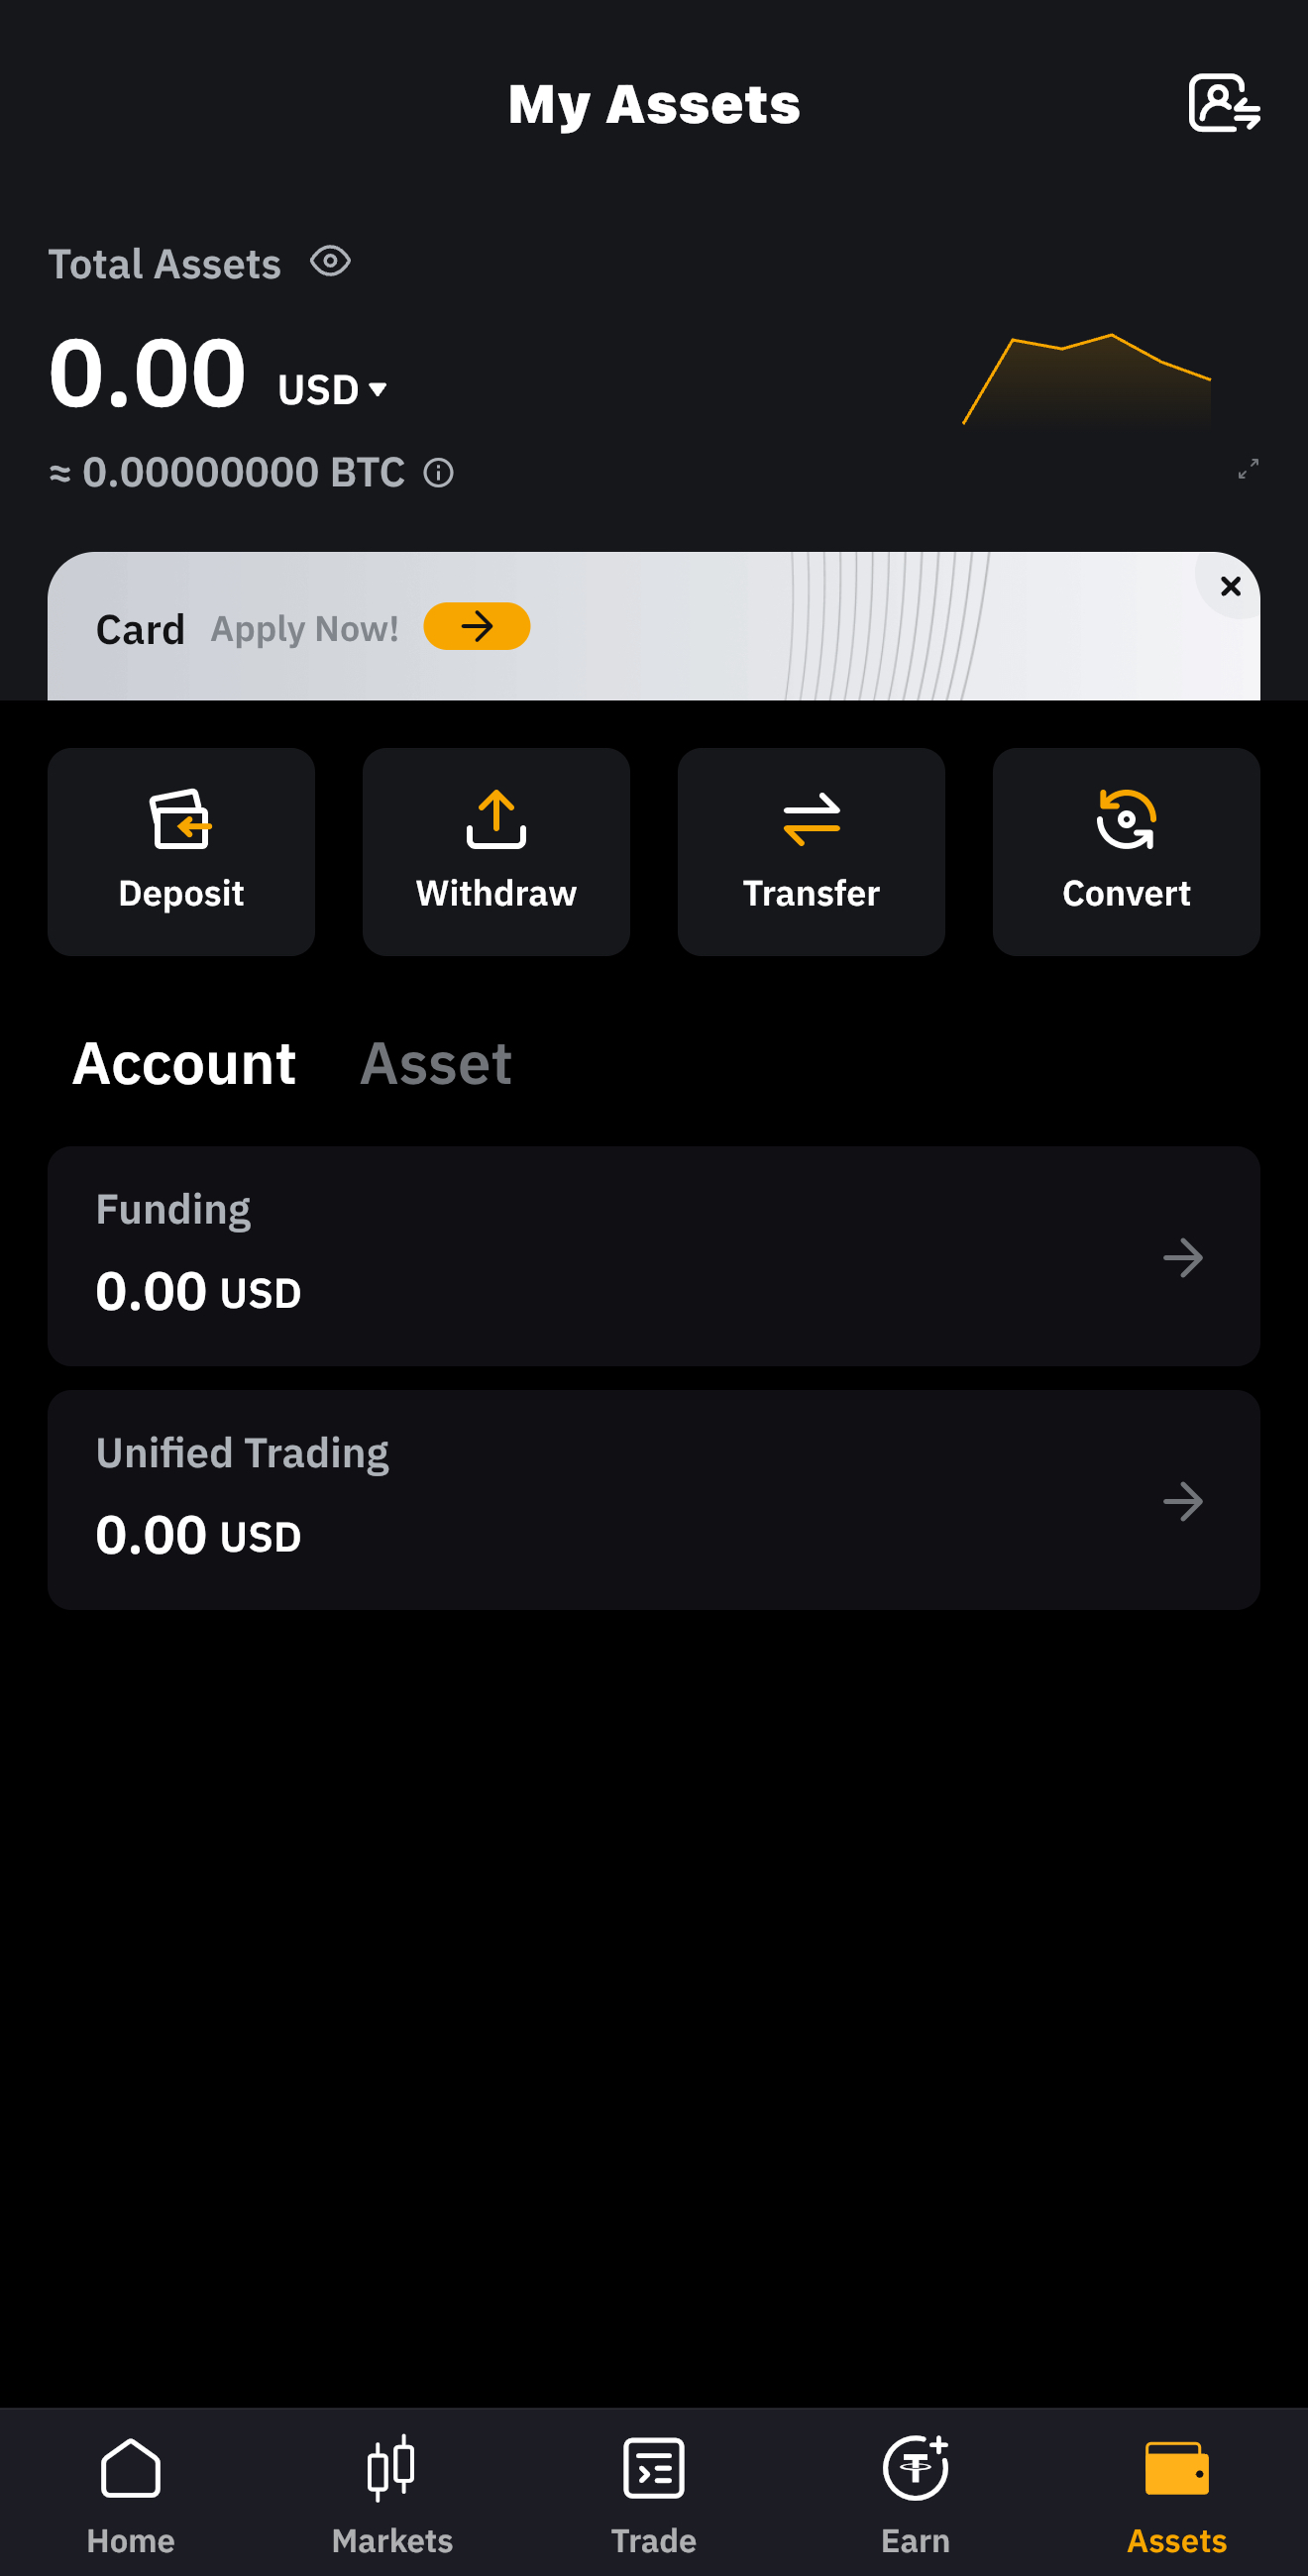 My Assets
Total Assets
0.00 USD
≈ 0.00000000 BTC
Card Apply Now!
Deposit Withdraw Transfer Convert
Account Asset
Funding
0.00 USD
Unified Trading
0.00 USD
Home Markets Trade Earn Assets